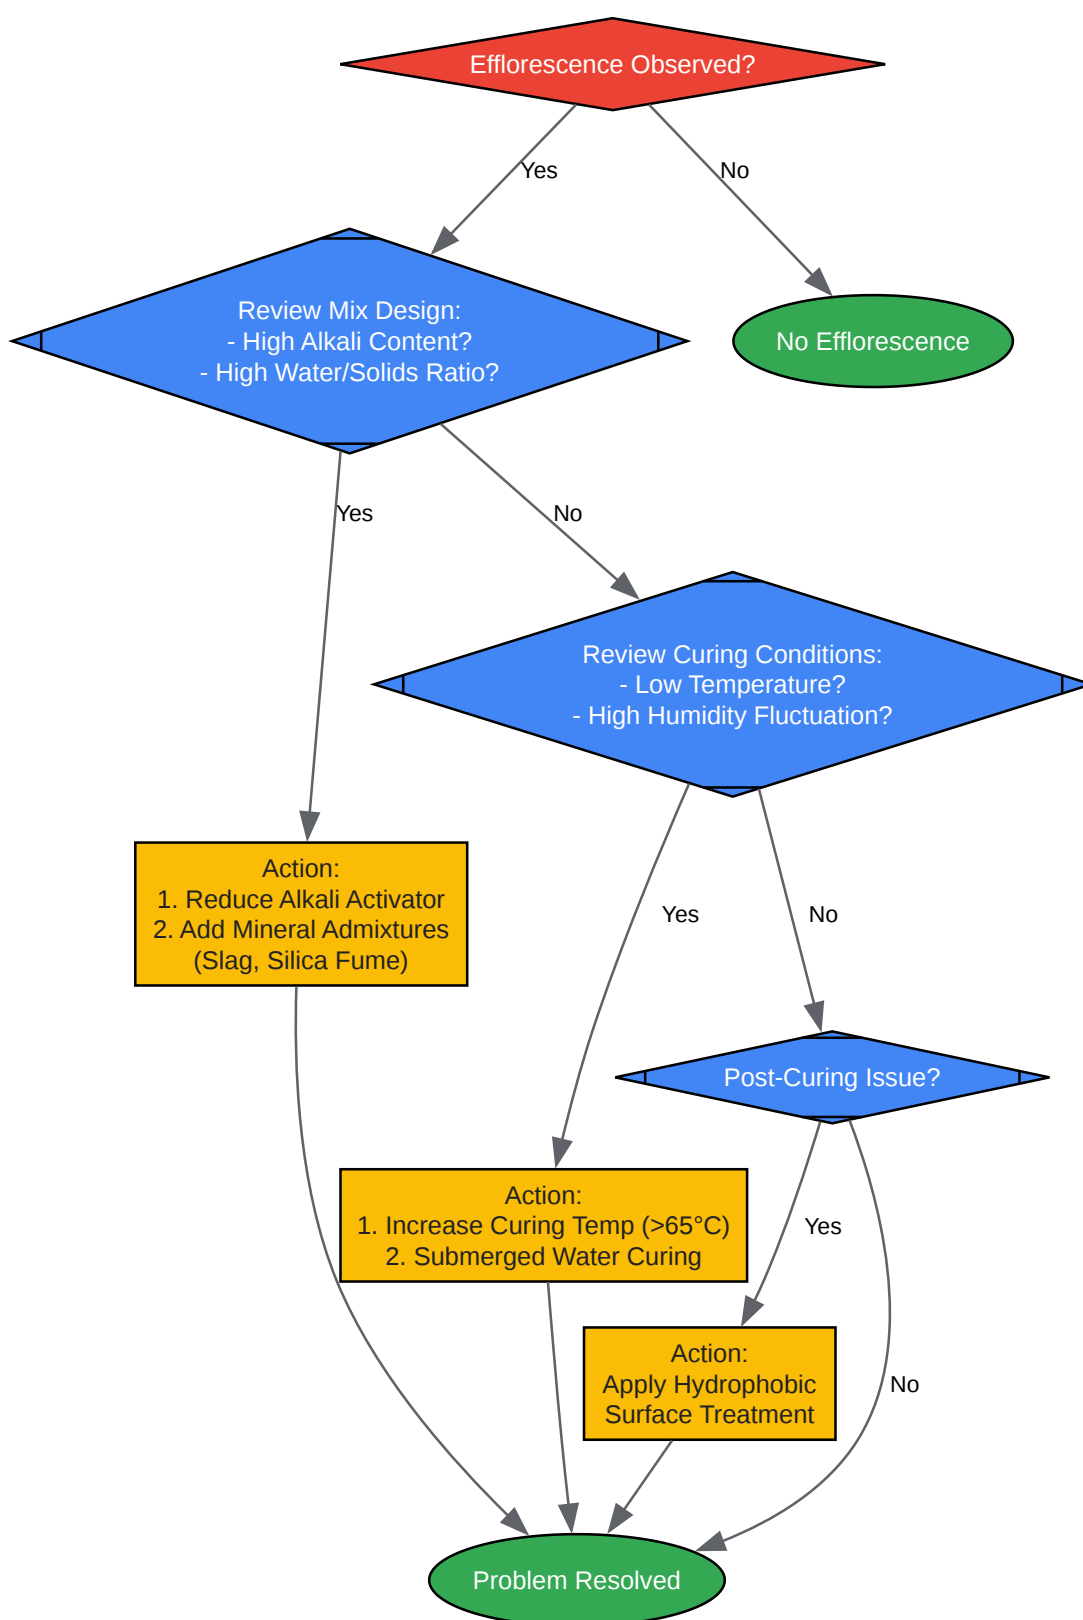 Efflorescence Observed?
Yes
No
Review Mix Design:
- High Alkali Content?
- High Water/Solids Ratio?
No Efflorescence
Yes
No
Review Curing Conditions:
- Low Temperature?
- High Humidity Fluctuation?
Action:
1. Reduce Alkali Activator
2. Add Mineral Admixtures
(Slag, Silica Fume)
Yes
No
Post-Curing Issue?
Action:
1. Increase Curing Temp (>65°C)
2. Submerged Water Curing
Yes
Action:
Apply Hydrophobic
Surface Treatment
No
Problem Resolved